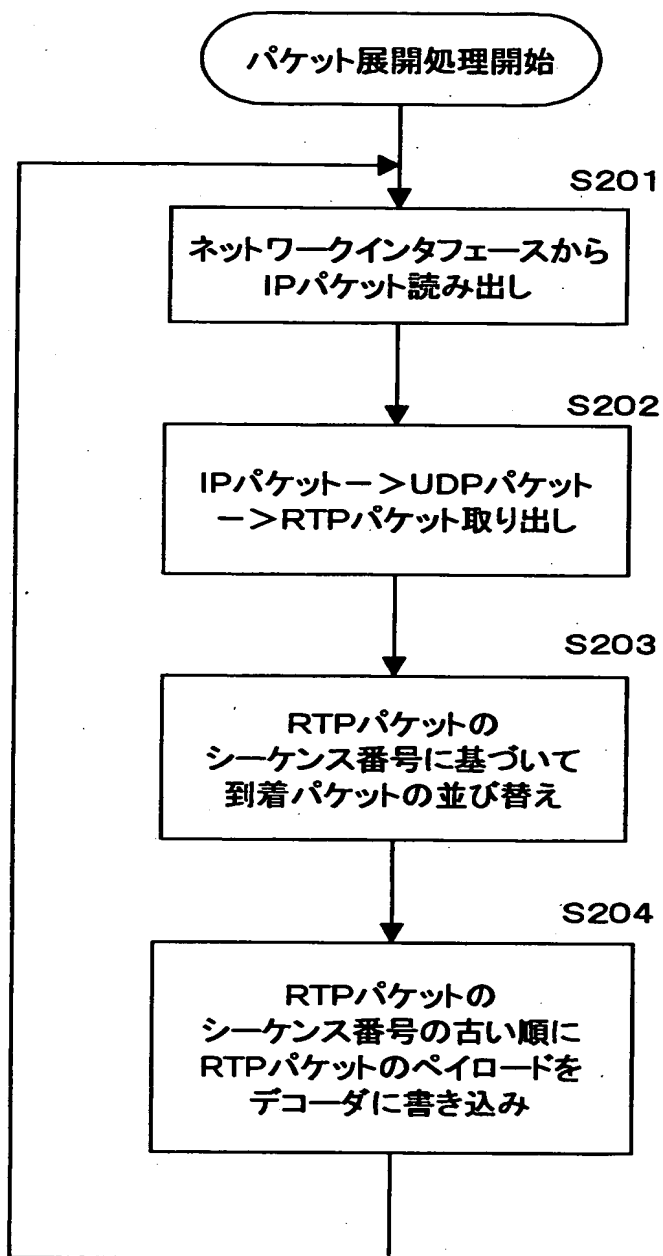 パケット展開処理開始
S201
ネットワークインタフェースから
IPパケット読み出し
S202
IPパケットー＞UDPパケット
ー＞RTPパケット取り出し
S203
RTPパケットの
シーケンス番号に基づいて
到着パケットの並び替え
S204
RTPパケットの
シーケンス番号の古い順に
RTPパケットのペイロードを
デコーダに書き込み